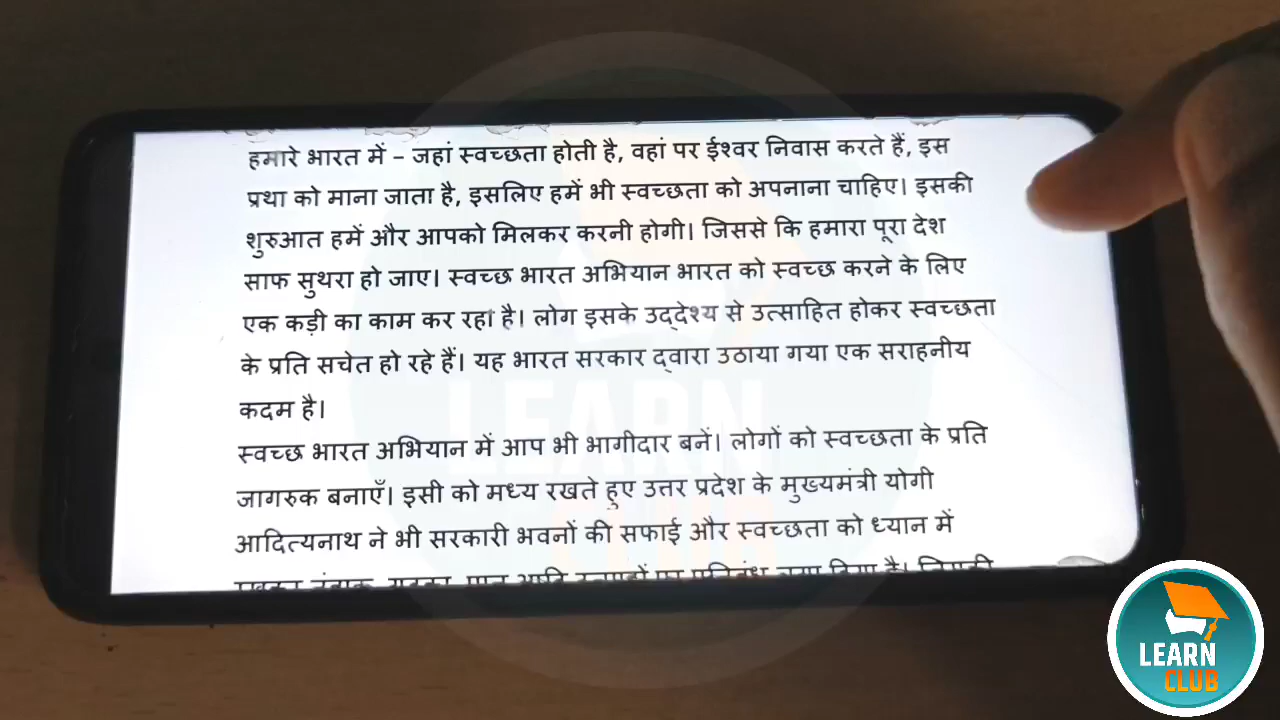 हमारे भारत में – जहां स्वच्छता होती है, वहां पर ईश्वर निवास करते हैं, इस
प्रथा को माना जाता है, इसलिए हमें भी स्वच्छता को अपनाना चाहिए। इसकी
शुरुआत हमें और आपको मिलकर करनी होगी। जिससे कि हमारा पूरा देश
साफ सुथरा हो जाए। स्वच्छ भारत अभियान भारत को स्वच्छ करने के लिए
एक कड़ी का काम कर रहा है। लोग इसके उद्देश्य से उत्साहित होकर स्वच्छता
के प्रति सचेत हो रहे हैं। यह भारत सरकार द्वारा उठाया गया एक सराहनीय
कदम है।
स्वच्छ भारत अभियान में आप भी भागीदार बनें। लोगों को स्वच्छता के प्रति
जागरुक बनाएँ। इसी को मध्य रखते हुए उत्तर प्रदेश के मुख्यमंत्री योगी
आदित्यनाथ ने भी सरकारी भवनों की सफाई और स्वच्छता को ध्यान में
LEARN
CLUB
LEARN
CLUB